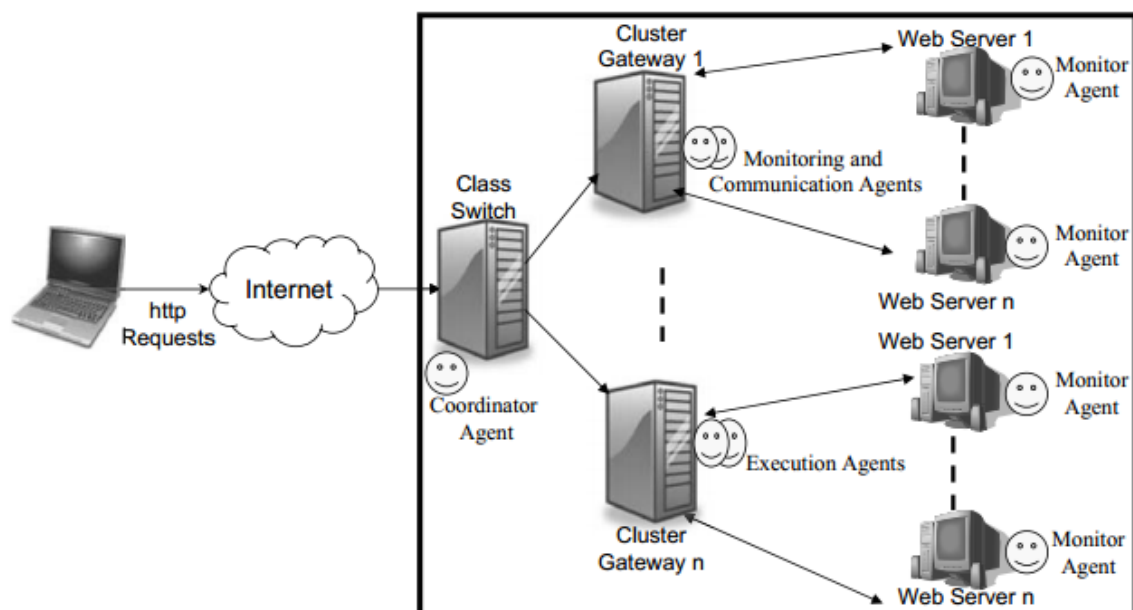 Cluster
Gateway 1
Web Server 1
Monitor
Agent
Monitoring and
Communication Agents
Class
Switch
Monitor
Agent
Internet
http
Requests
Web Server n
Web Server 1
Coordinator
Agent
Monitor
Agent
Execution Agents
Cluster
Gateway n
Monitor
Agent
Web Server n